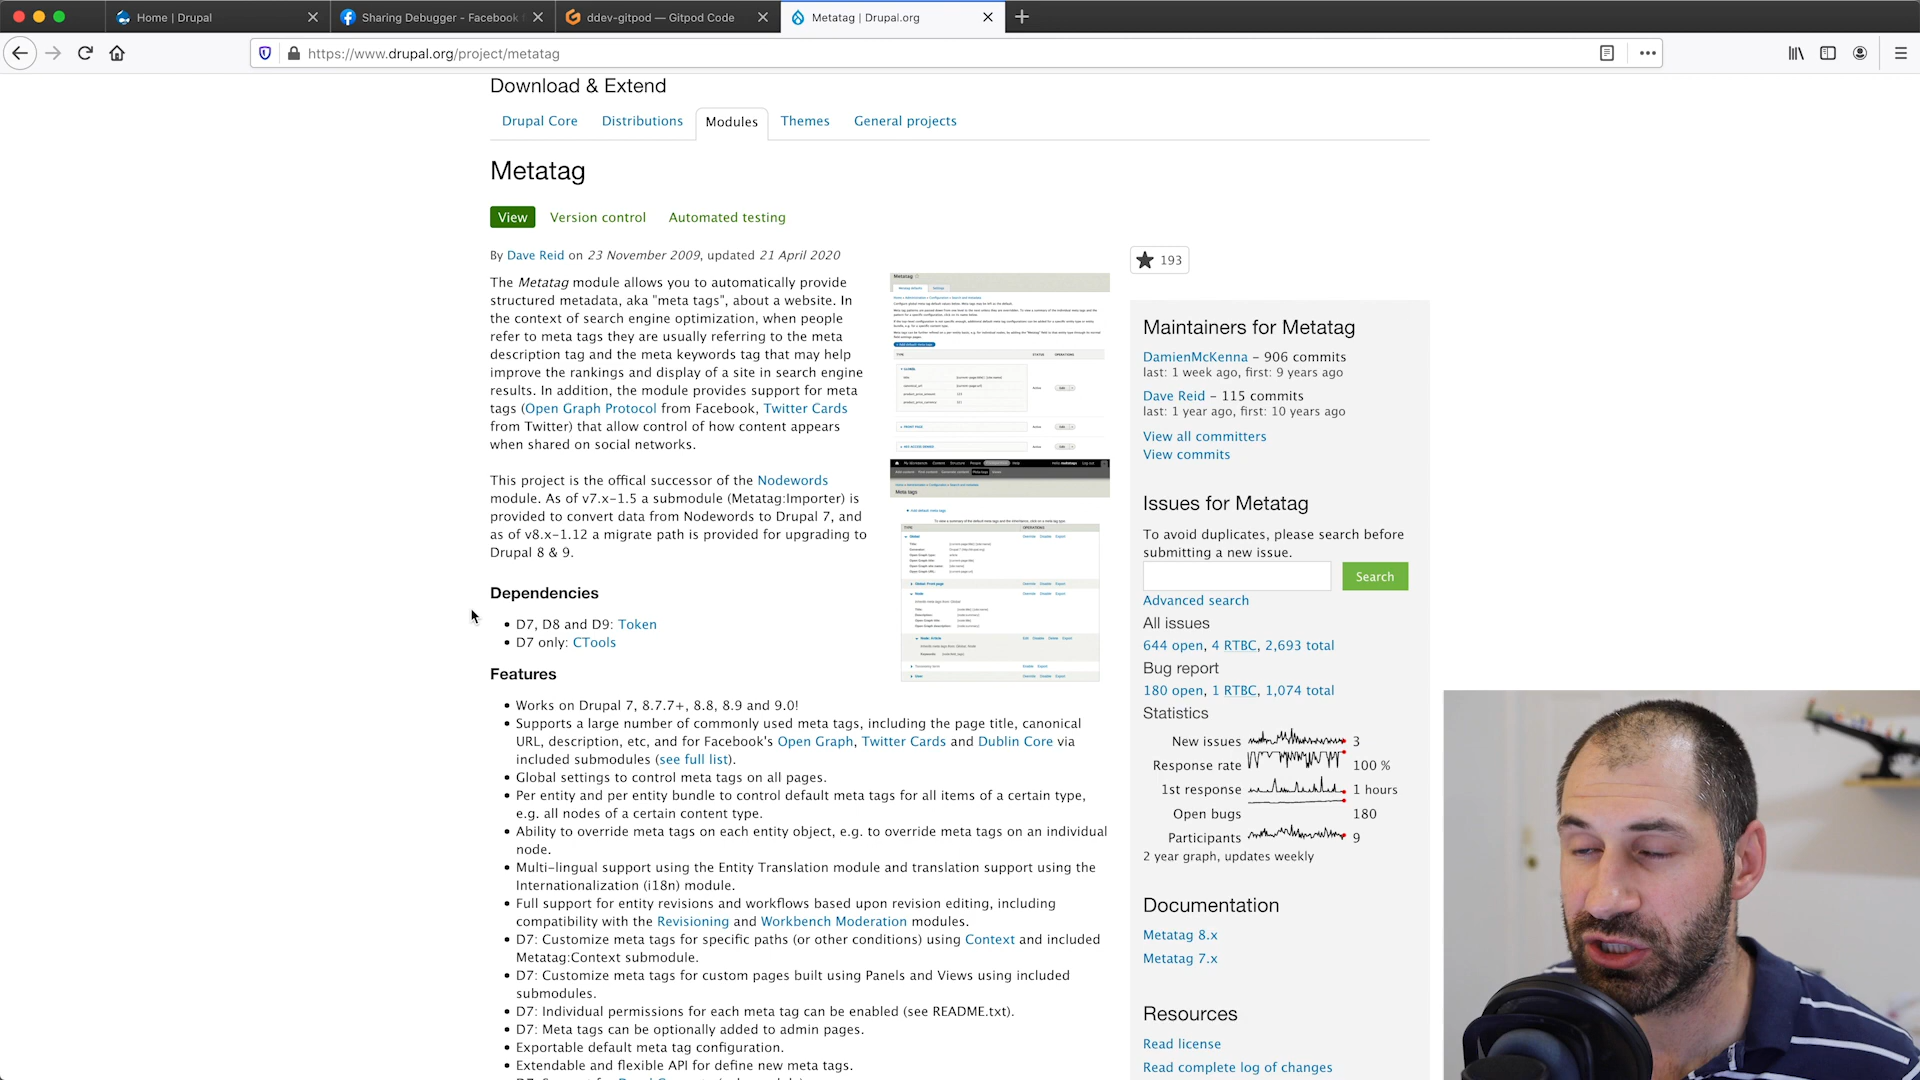 Home | Drupal
Sharing Debugger - Facebook
ddev-gitpod — Gitpod Code
Metatag | Drupal.org
https://www.drupal.org/project/metatag
Download & Extend
Drupal Core
Distributions
Modules
Themes
General projects
Metatag
View
Version control
Automated testing
By Dave Reid on 23 November 2009, updated 21 April 2020
The Metatag module allows you to automatically provide
structured metadata, aka "meta tags", about a website. In
the context of search engine optimization, when people
refer to meta tags they are usually referring to the meta
description tag and the meta keywords tag that may help
improve the rankings and display of a site in search engine
results. In addition, the module provides support for meta
tags (Open Graph Protocol from Facebook, Twitter Cards
from Twitter) that allow control of how content appears
when shared on social networks.
This project is the offical successor of the Nodewords
module. As of v7.x-1.5 a submodule (Metatag:Importer) is
provided to convert data from Nodewords to Drupal 7, and
as of v8.x-1.12 a migrate path is provided for upgrading to
Drupal 8 & 9.
Dependencies
• D7, D8 and D9: Token
• D7 only: CTools
Features
• Works on Drupal 7, 8.7.7+, 8.8, 8.9 and 9.0!
• Supports a large number of commonly used meta tags, including the page title, canonical
URL, description, etc, and for Facebook's Open Graph, Twitter Cards and Dublin Core via
included submodules (see full list).
• Global settings to control meta tags on all pages.
• Per entity and per entity bundle to control default meta tags for all items of a certain type,
e.g. all nodes of a certain content type.
• Ability to override meta tags on each entity object, e.g. to override meta tags on an individual
node.
• Multi-lingual support using the Entity Translation module and translation support using the
Internationalization (i18n) module.
• Full support for entity revisions and workflows based upon revision editing, including
compatibility with the Revisioning and Workbench Moderation modules.
• D7: Customize meta tags for specific paths (or other conditions) using Context and included
Metatag:Context submodule.
• D7: Customize meta tags for custom pages built using Panels and Views using included
submodules.
• D7: Individual permissions for each meta tag can be enabled (see README.txt).
• D7: Meta tags can be optionally added to admin pages.
• Exportable default meta tag configuration.
• Extendable and flexible API for define new meta tags.
193
Maintainers for Metatag
DamienMcKenna – 906 commits
last: 1 week ago, first: 9 years ago
Dave Reid – 115 commits
last: 1 year ago, first: 10 years ago
View all committers
View commits
Issues for Metatag
To avoid duplicates, please search before
submitting a new issue.
Search
Advanced search
All issues
644 open, 4 RTBC, 2,693 total
Bug report
180 open, 1 RTBC, 1,074 total
Statistics
New issues 3
Response rate 100 %
1st response 1 hours
Open bugs 180
Participants 9
2 year graph, updates weekly
Documentation
Metatag 8.x
Metatag 7.x
Resources
Read license
Read complete log of changes